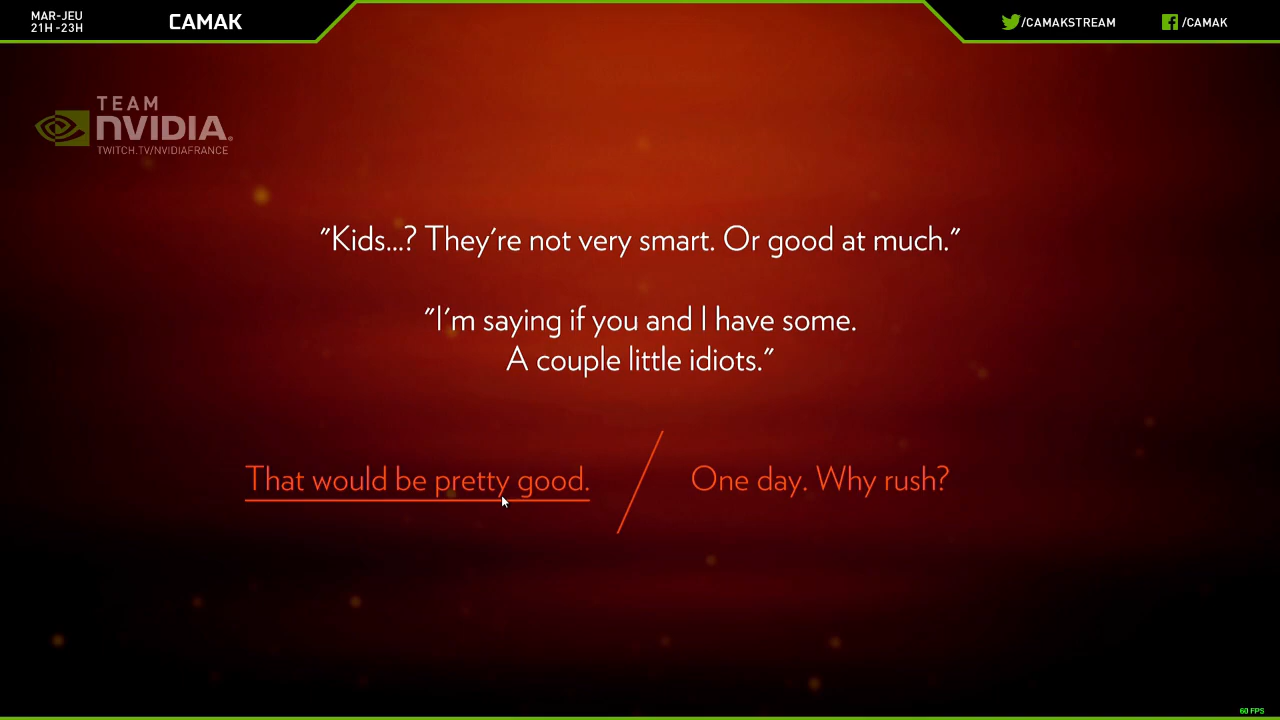 MAR-JEU
21H -23H
CAMAK
/CAMAKSTREAM
/CAMAK
TEAM
NVIDIA.
TWITCH.TV/NVIDIAFRANCE
"Kids...? They're not very smart. Or good at much."
"I'm saying if you and I have some.
A couple little idiots."
That would be pretty good.
One day. Why rush?
60 FPS